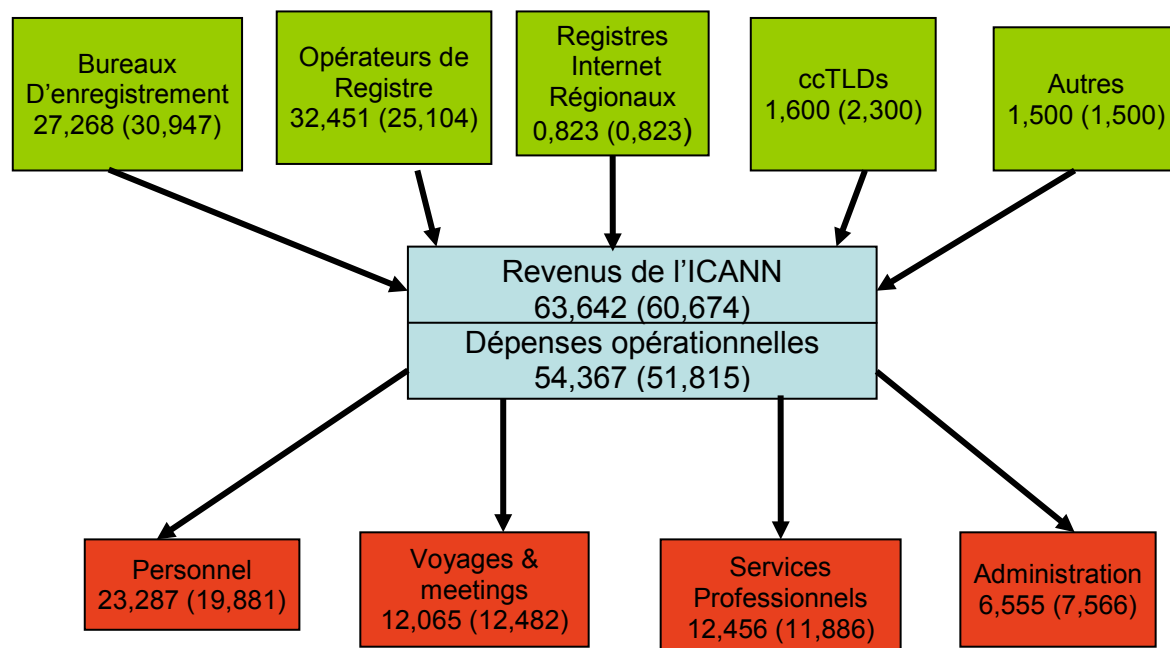 Bureaux
D’enregistrement
27,268 (30,947)
Opérateurs de
Registre
32,451 (25,104)
Registres
Internet
Régionaux
0,823 (0,823)
ccTLDs
1,600 (2,300)
Autres
1,500 (1,500)
Revenus de l’ICANN
63,642 (60,674)
Dépenses opérationnelles
54,367 (51,815)
Personnel
23,287 (19,881)
Voyages &
meetings
12,065 (12,482)
Services
Professionnels
12,456 (11,886)
Administration
6,555 (7,566)